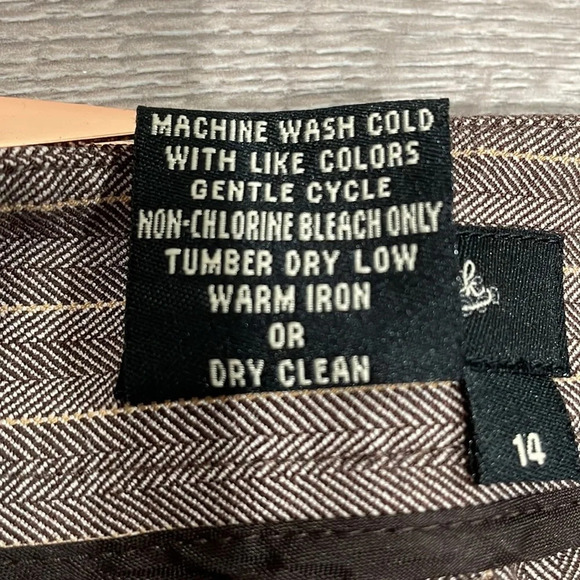 MACHINE WASH COLD
WITH LIKE COLORS
GENTLE CYCLE
NON-CHLORINE BLEACH ONLY
TUMBER DRY LOW
WARM IRON
OR
DRY CLEAN
14